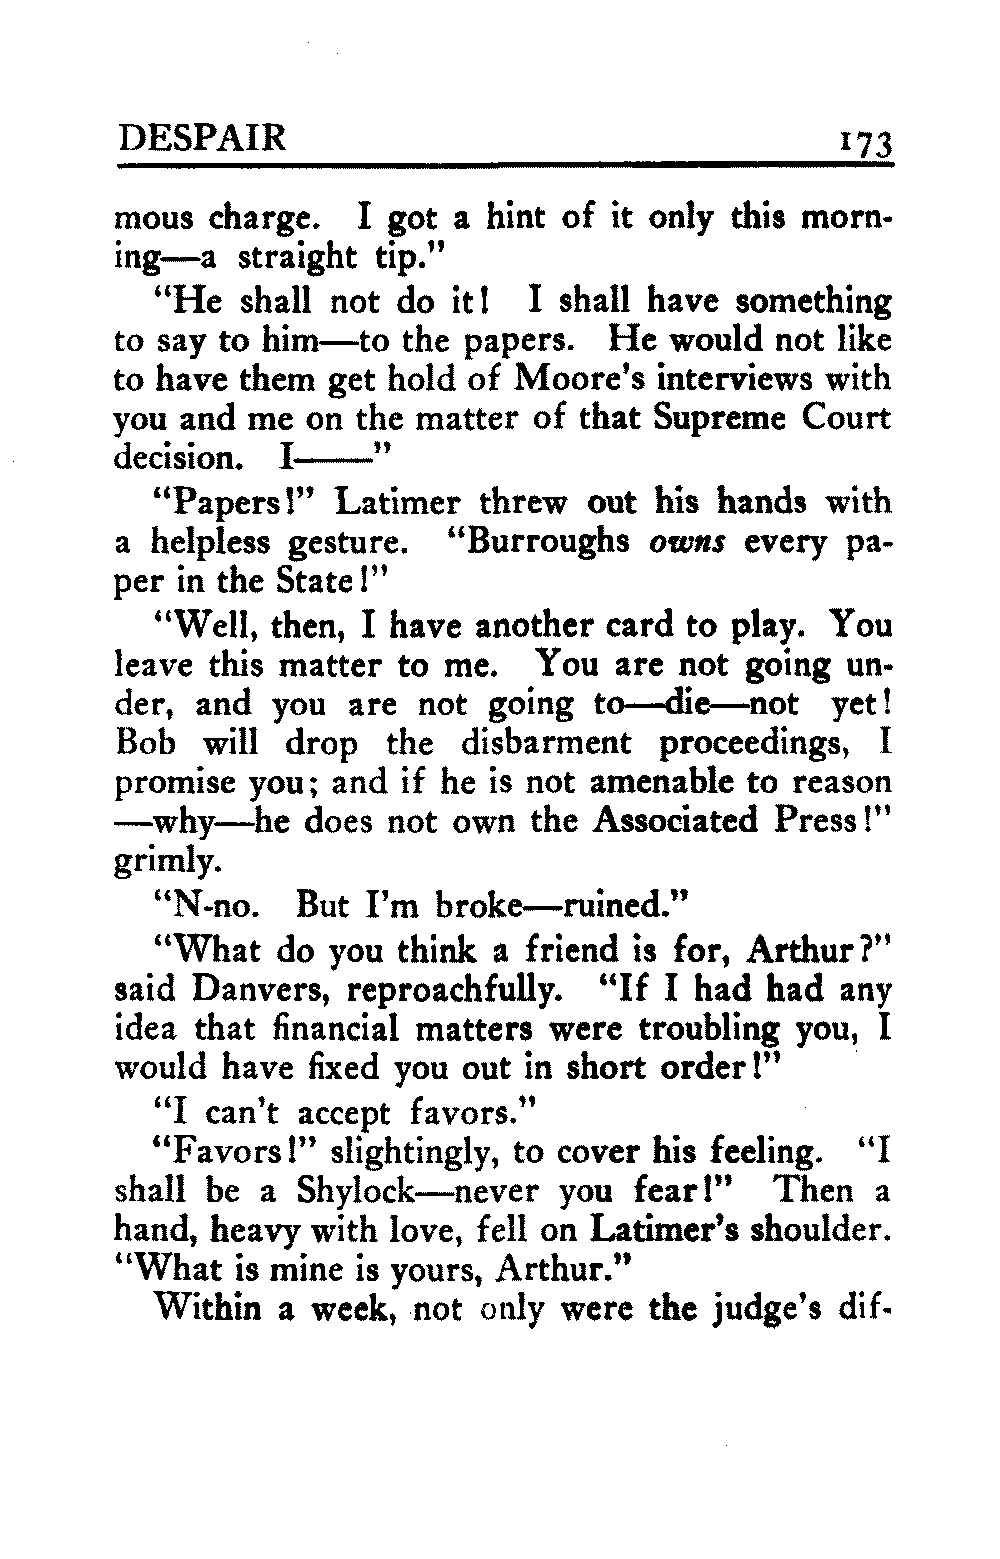 DESPAIR 173
mous charge. I got a hint of it only this morn-
ing—a straight tip."
"He shall not do it! I shall have something
to say to him—to the papers. He would not like
to have them get hold of Moore's interviews with
you and me on the matter of that Supreme Court
decision. I——"
"Papers!" Latimer threw out his hands with
a helpless gesture. "Burroughs owns every pa-
per in the State!"
"Well, then, I have another card to play. You
leave this matter to me. You are not going un-
der, and you are not going to—die—not yet!
Bob will drop the disbarment proceedings, I
promise you; and if he is not amenable to reason
—why—he does not own the Associated Press!"
grimly.
"N-no. But I'm broke—ruined."
"What do you think a friend is for, Arthur?"
said Danvers, reproachfully. "If I had had any
idea that financial matters were troubling you, I
would have fixed you out in short order!"
"I can't accept favors."
"Favors!" slightingly, to cover his feeling. "I
shall be a Shylock—never you fear!" Then a
hand, heavy with love, fell on Latimer's shoulder.
"What is mine is yours, Arthur."
Within a week, not only were the judge's dif-